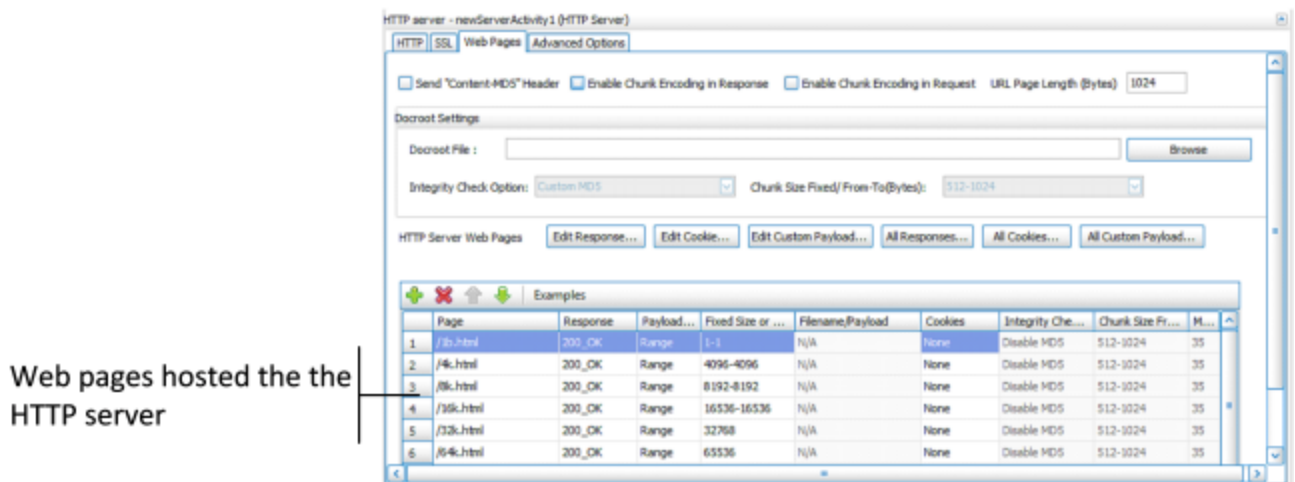 HTTP server - newServerActivity1 (HTTP Server)
HTTP SSL Web Pages Advanced Options
Send "Content-MD5" Header Enable Chunk Encoding in Response Enable Chunk Encoding in Request URL Page Length (Bytes) 1024
Docroot Settings
Docroot File :
Browse
Integrity Check Option: Custom MD5 Chunk Size Fixed/ From-To(Bytes): 512-1024
HTTP Server Web Pages Edit Response... Edit Cookie... Edit Custom Payload... All Responses... All Cookies... All Custom Payload...
Examples
Page Response Payload... Fixed Size or ... Filename/Payload Cookies Integrity Che... Chunk Size Fr... M...
1 /1b.html 200_OK Range 1-1 N/A None Disable MD5 512-1024 35
2 /4k.html 200_OK Range 4096-4096 N/A None Disable MD5 512-1024 35
3 /8k.html 200_OK Range 8192-8192 N/A None Disable MD5 512-1024 35
4 /16k.html 200_OK Range 16536-16536 N/A None Disable MD5 512-1024 35
5 /32k.html 200_OK Range 32768 N/A None Disable MD5 512-1024 35
6 /64k.html 200_OK Range 65536 N/A None Disable MD5 512-1024 35
Web pages hosted the the
HTTP server